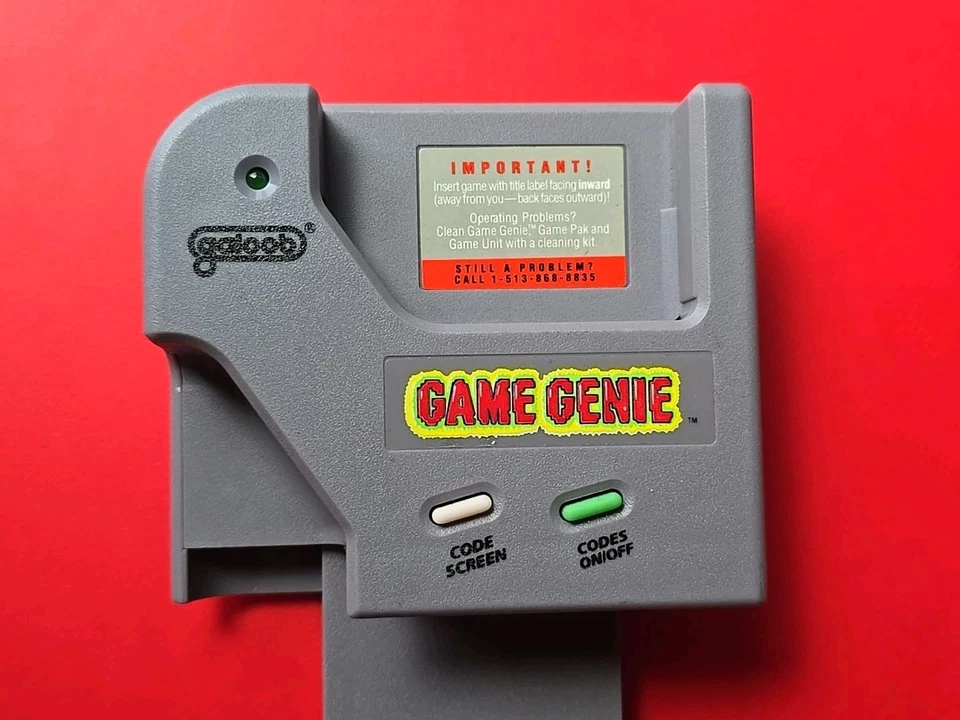 IMPORTANT!
Insert game with title label facing inward
(away from you—back faces outward)!
Operating Problems?
Clean Game Genie,™ Game Pak and
Game Unit with a cleaning kit.
STILL A PROBLEM?
CALL 1-513-868-8835
galoob®
GAME GENIE™
CODE
SCREEN
CODES
ON/OFF